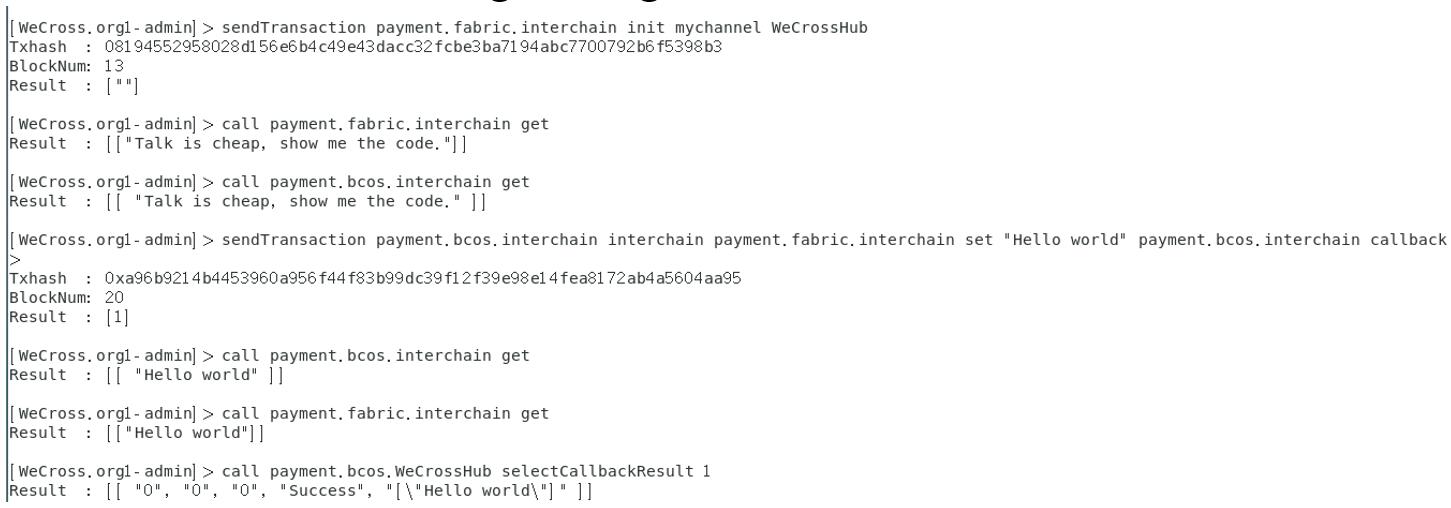 [WeCross.org1-admin]> sendTransaction payment.fabric.interchain init mychannel WeCrossHub
Txhash  : 08194552958028d156e6b4c49e43dacc32fcbe3ba7194abc7700792b6f5398b3
BlockNum: 13
Result  : [""]
[WeCross.org1-admin]> call payment.fabric.interchain get
Result  : [["Talk is cheap, show me the code."]]
[WeCross.org1-admin]> call payment.bcos.interchain get
Result  : [[ "Talk is cheap, show me the code." ]]
[WeCross.org1-admin]> sendTransaction payment.bcos.interchain interchain payment.fabric.interchain set "Hello world" payment.bcos.interchain callback
>
Txhash  : 0xa96b9214b4453960a956f44f83b99dc39f12f39e98e14fea8172ab4a5604aa95
BlockNum: 20
Result  : [1]
[WeCross.org1-admin]> call payment.bcos.interchain get
Result  : [[ "Hello world" ]]
[WeCross.org1-admin]> call payment.fabric.interchain get
Result  : [["Hello world"]]
[WeCross.org1-admin]> call payment.bcos.WeCrossHub selectCallbackResult 1
Result  : [[ "0", "0", "0", "Success", "[\"Hello world\"]" ]]